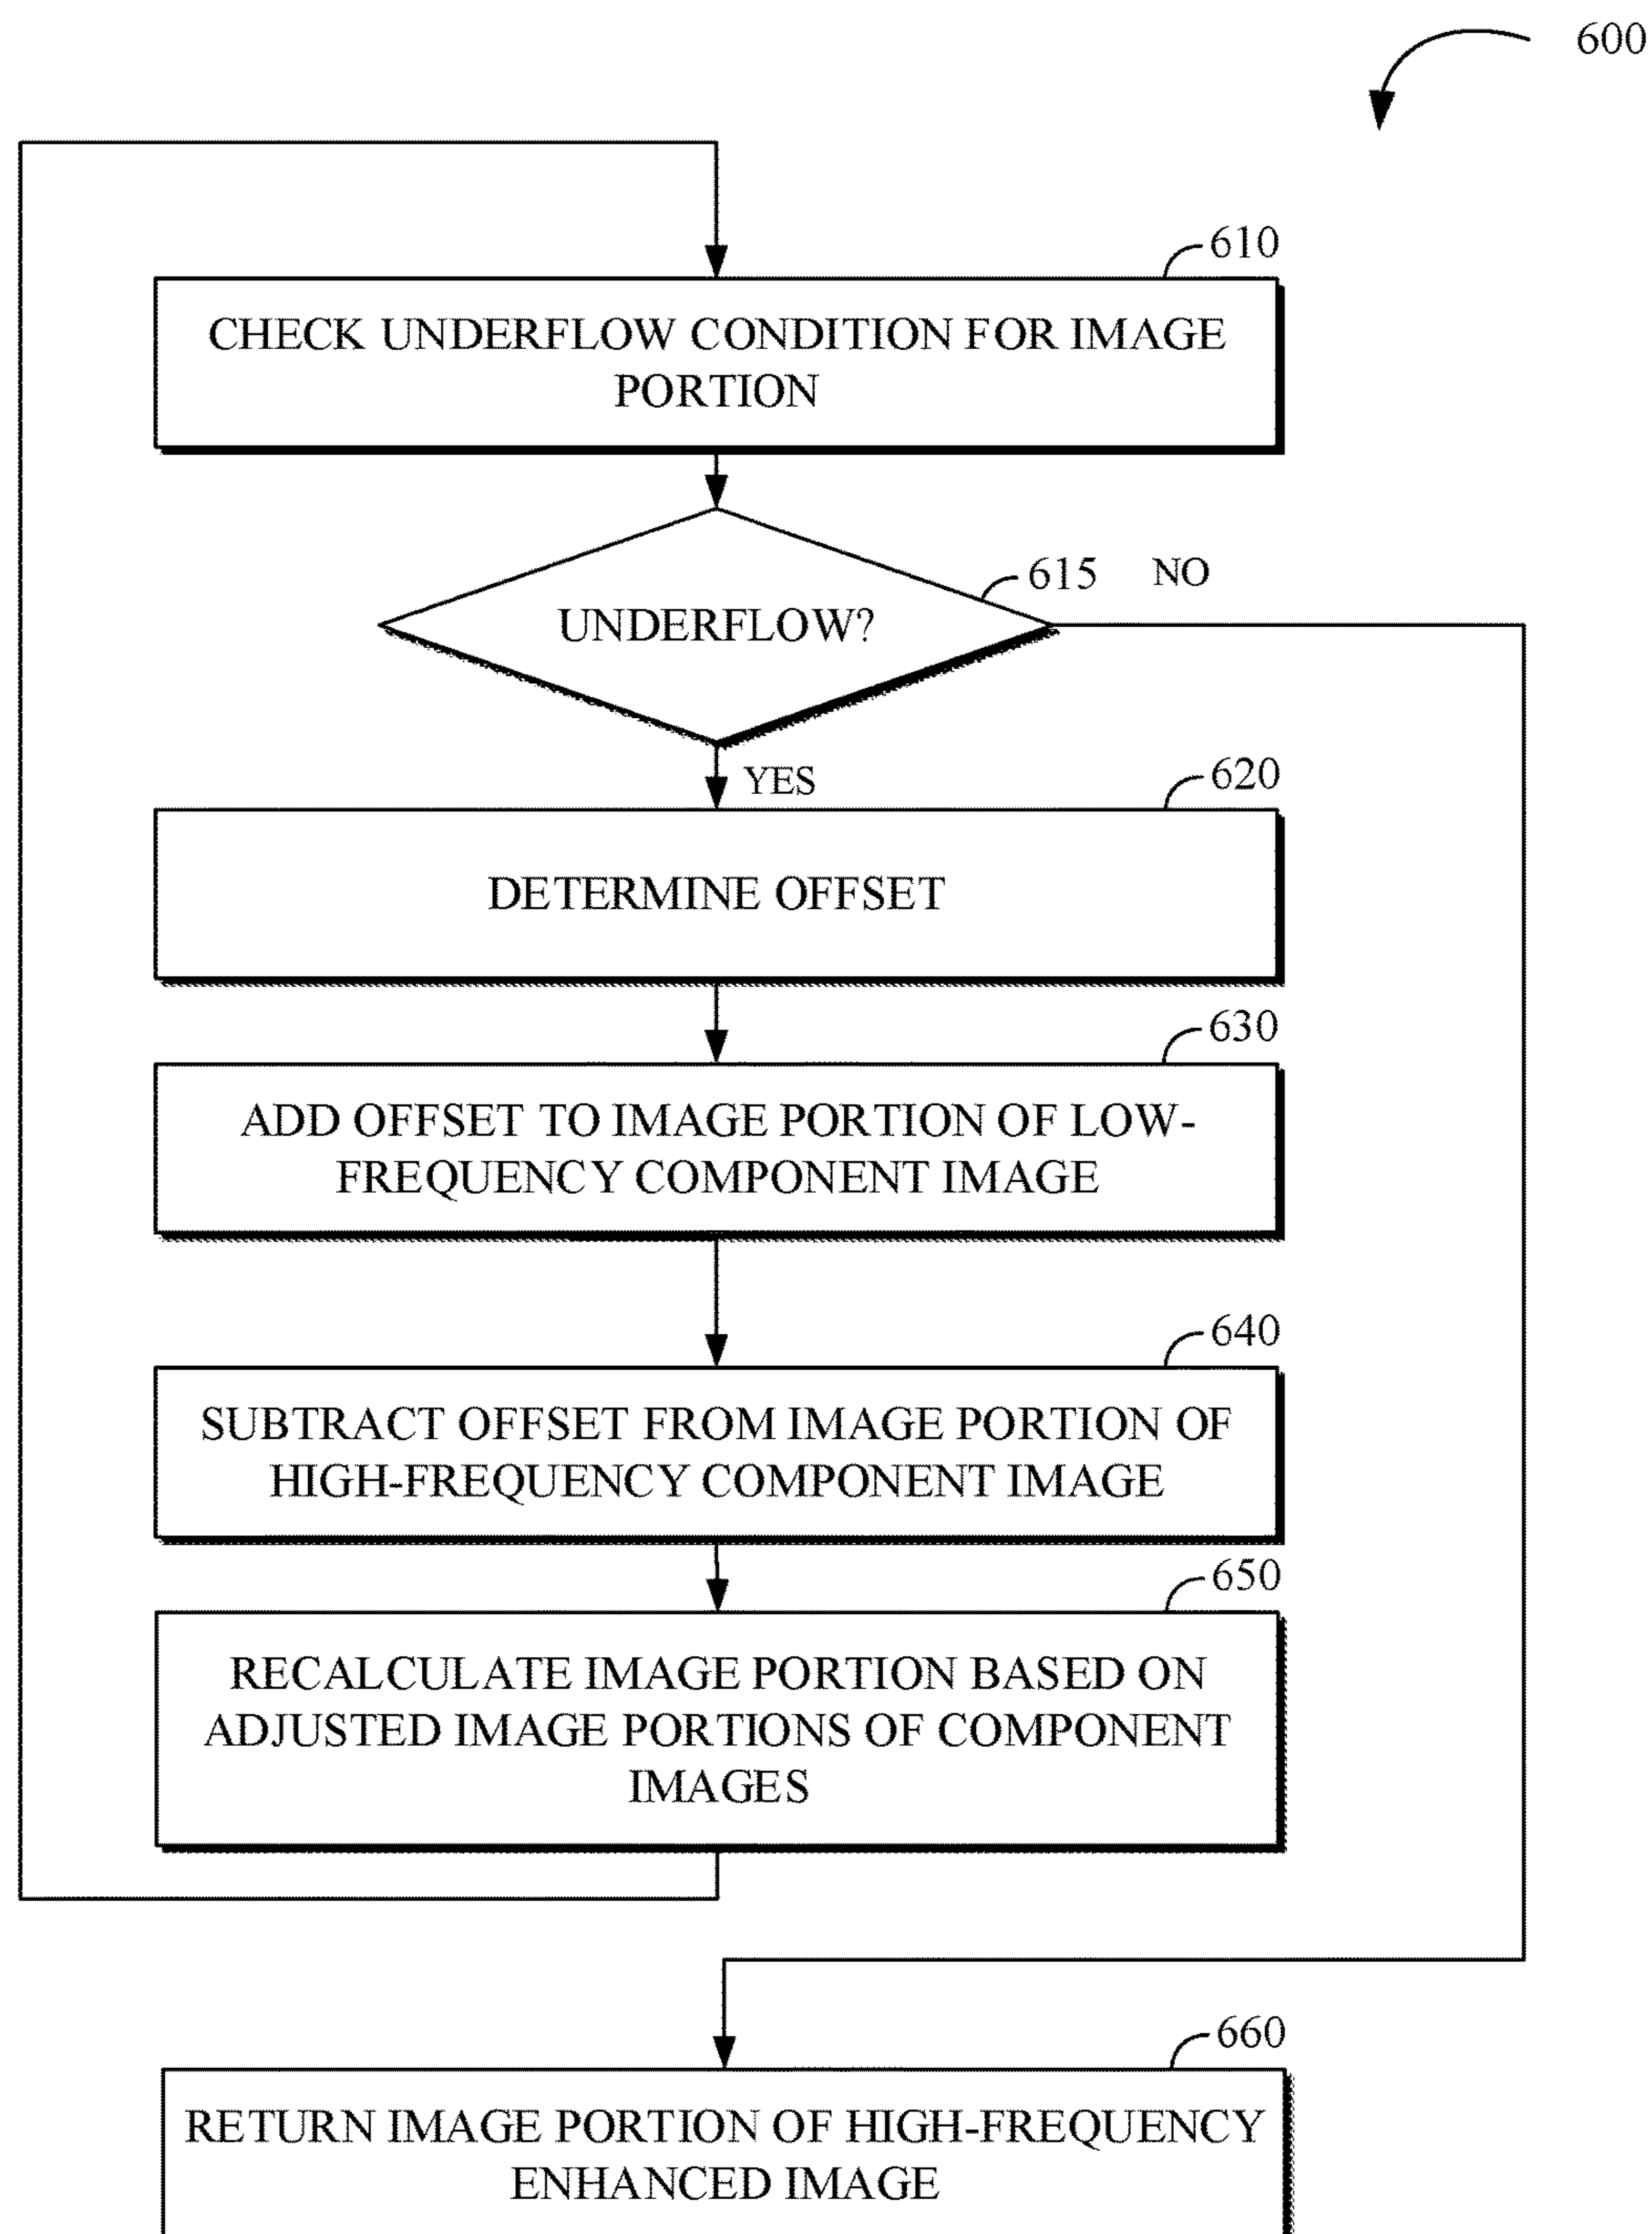 600
610
CHECK UNDERFLOW CONDITION FOR IMAGE
PORTION
615 NO
UNDERFLOW?
YES
620
DETERMINE OFFSET
630
ADD OFFSET TO IMAGE PORTION OF LOW-
FREQUENCY COMPONENT IMAGE
640
SUBTRACT OFFSET FROM IMAGE PORTION OF
HIGH-FREQUENCY COMPONENT IMAGE
650
RECALCULATE IMAGE PORTION BASED ON
ADJUSTED IMAGE PORTIONS OF COMPONENT
IMAGES
660
RETURN IMAGE PORTION OF HIGH-FREQUENCY
ENHANCED IMAGE